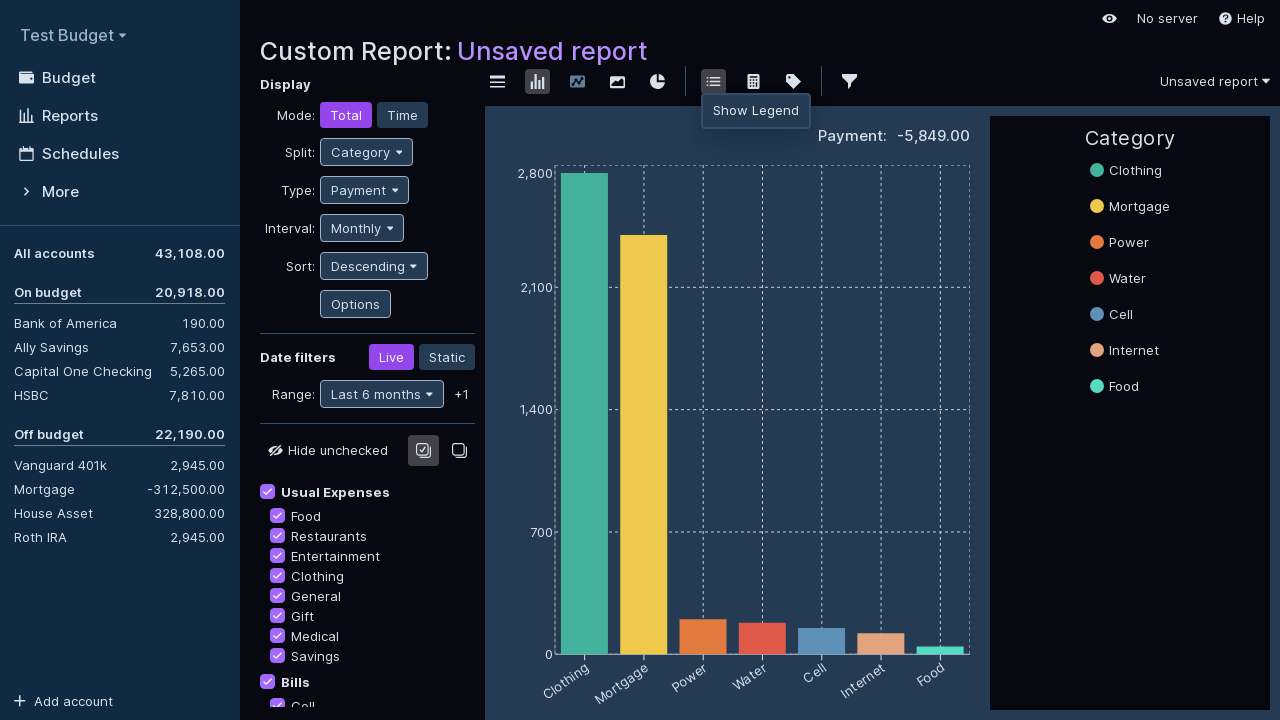 Test Budget
Budget
Reports
Schedules
More
All accounts 43,108.00
On budget 20,918.00
Bank of America 190.00
Ally Savings 7,653.00
Capital One Checking 5,265.00
HSBC 7,810.00
Off budget 22,190.00
Vanguard 401k 2,945.00
Mortgage -312,500.00
House Asset 328,800.00
Roth IRA 2,945.00
Add account
No server
Help
Custom Report: Unsaved report
Display
Mode: Total Time
Split: Category
Type: Payment
Interval: Monthly
Sort: Descending
Options
Date filters Live Static
Range: Last 6 months +1
Hide unchecked
Usual Expenses
Food
Restaurants
Entertainment
Clothing
General
Gift
Medical
Savings
Bills
Cell
Unsaved report
Show Legend
Payment: -5,849.00
2,800
2,100
1,400
700
0
Clothing
Mortgage
Power
Water
Cell
Internet
Food
Category
Clothing
Mortgage
Power
Water
Cell
Internet
Food